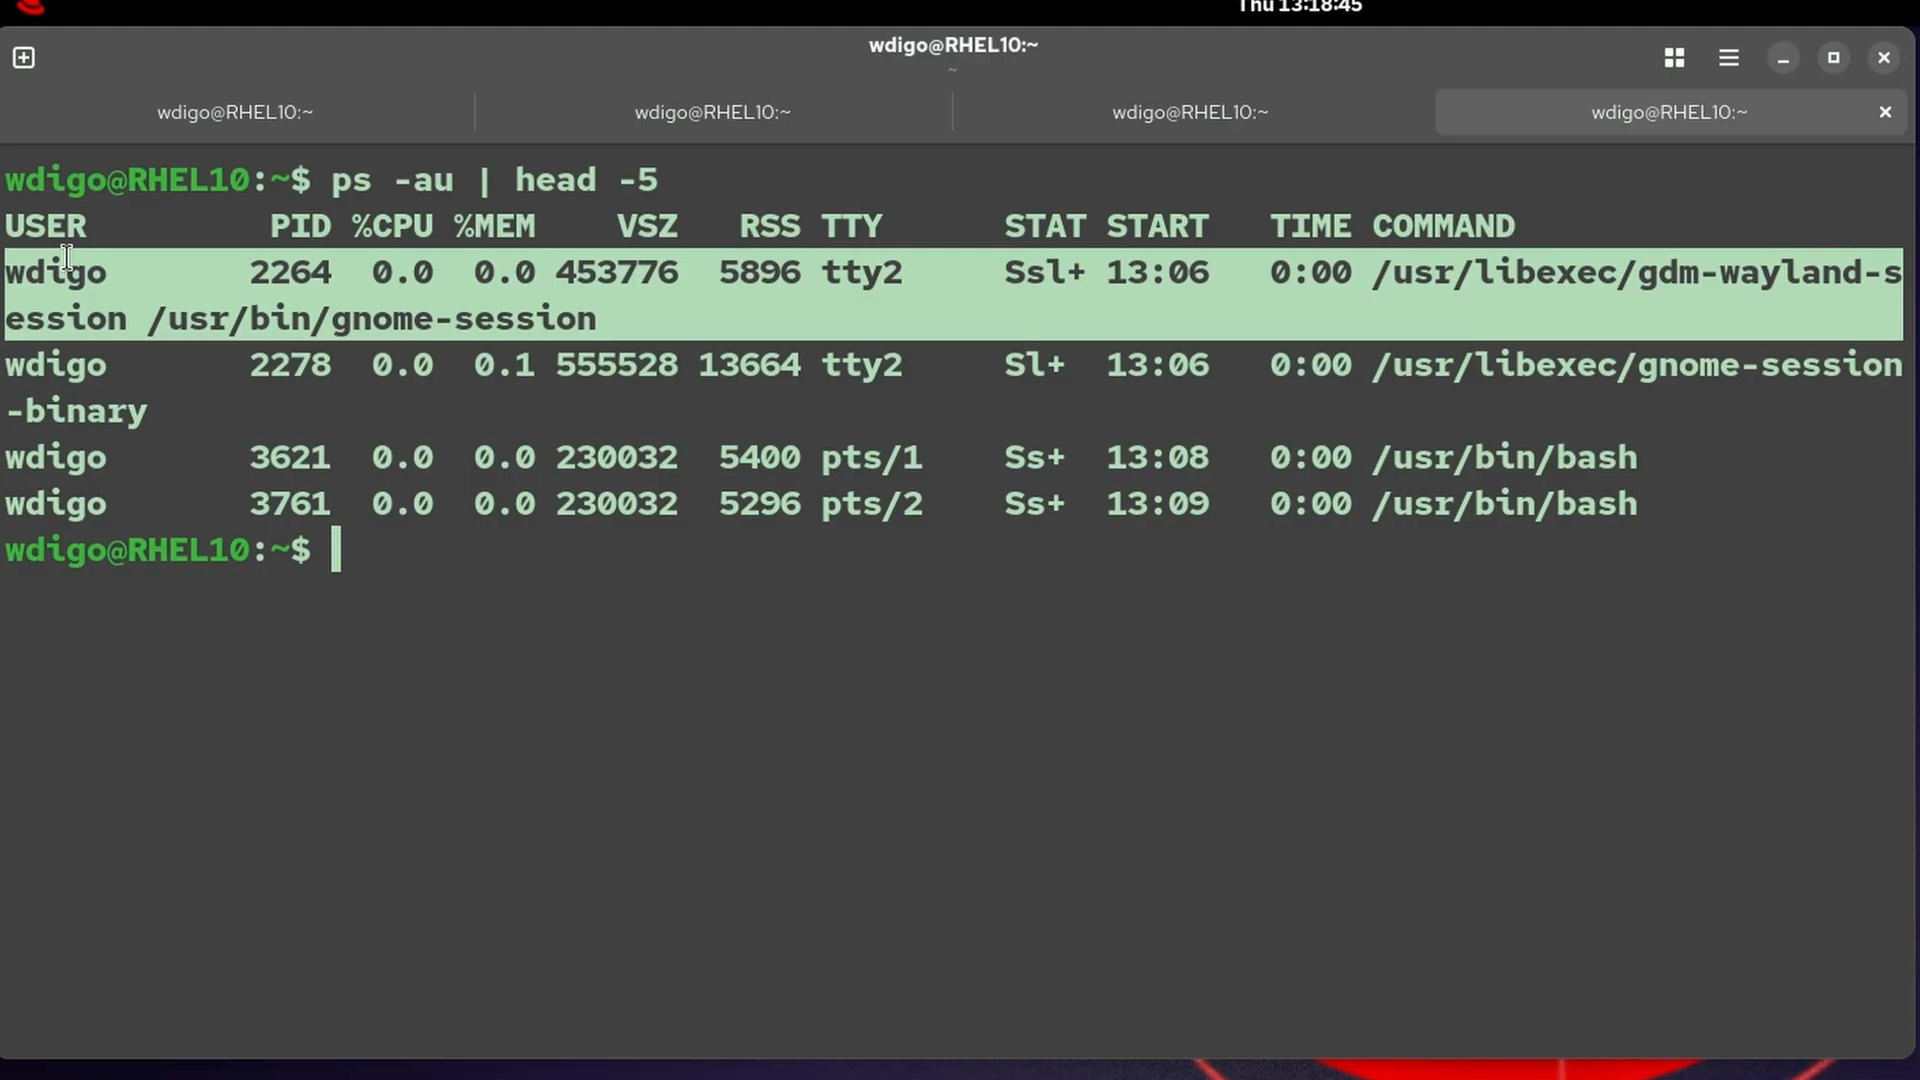 Thu 13:18:45
wdigo@RHEL10:~
~
wdigo@RHEL10:~ wdigo@RHEL10:~ wdigo@RHEL10:~ wdigo@RHEL10:~
wdigo@RHEL10:~$ ps -au | head -5
USER         PID %CPU %MEM    VSZ   RSS TTY      STAT START   TIME COMMAND
wdigo       2264  0.0  0.0 453776  5896 tty2     Ssl+ 13:06   0:00 /usr/libexec/gdm-wayland-s
ession /usr/bin/gnome-session
wdigo       2278  0.0  0.1 555528 13664 tty2     Sl+  13:06   0:00 /usr/libexec/gnome-session
-binary
wdigo       3621  0.0  0.0 230032  5400 pts/1    Ss+  13:08   0:00 /usr/bin/bash
wdigo       3761  0.0  0.0 230032  5296 pts/2    Ss+  13:09   0:00 /usr/bin/bash
wdigo@RHEL10:~$